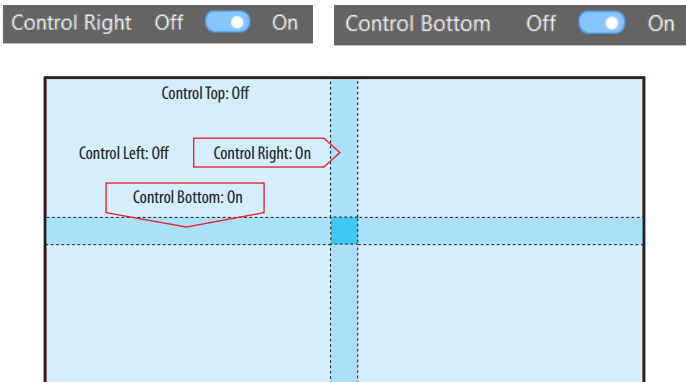 Control Right Off On
Control Bottom Off On
Control Top: Off
Control Left: Off
Control Right: On
Control Bottom: On